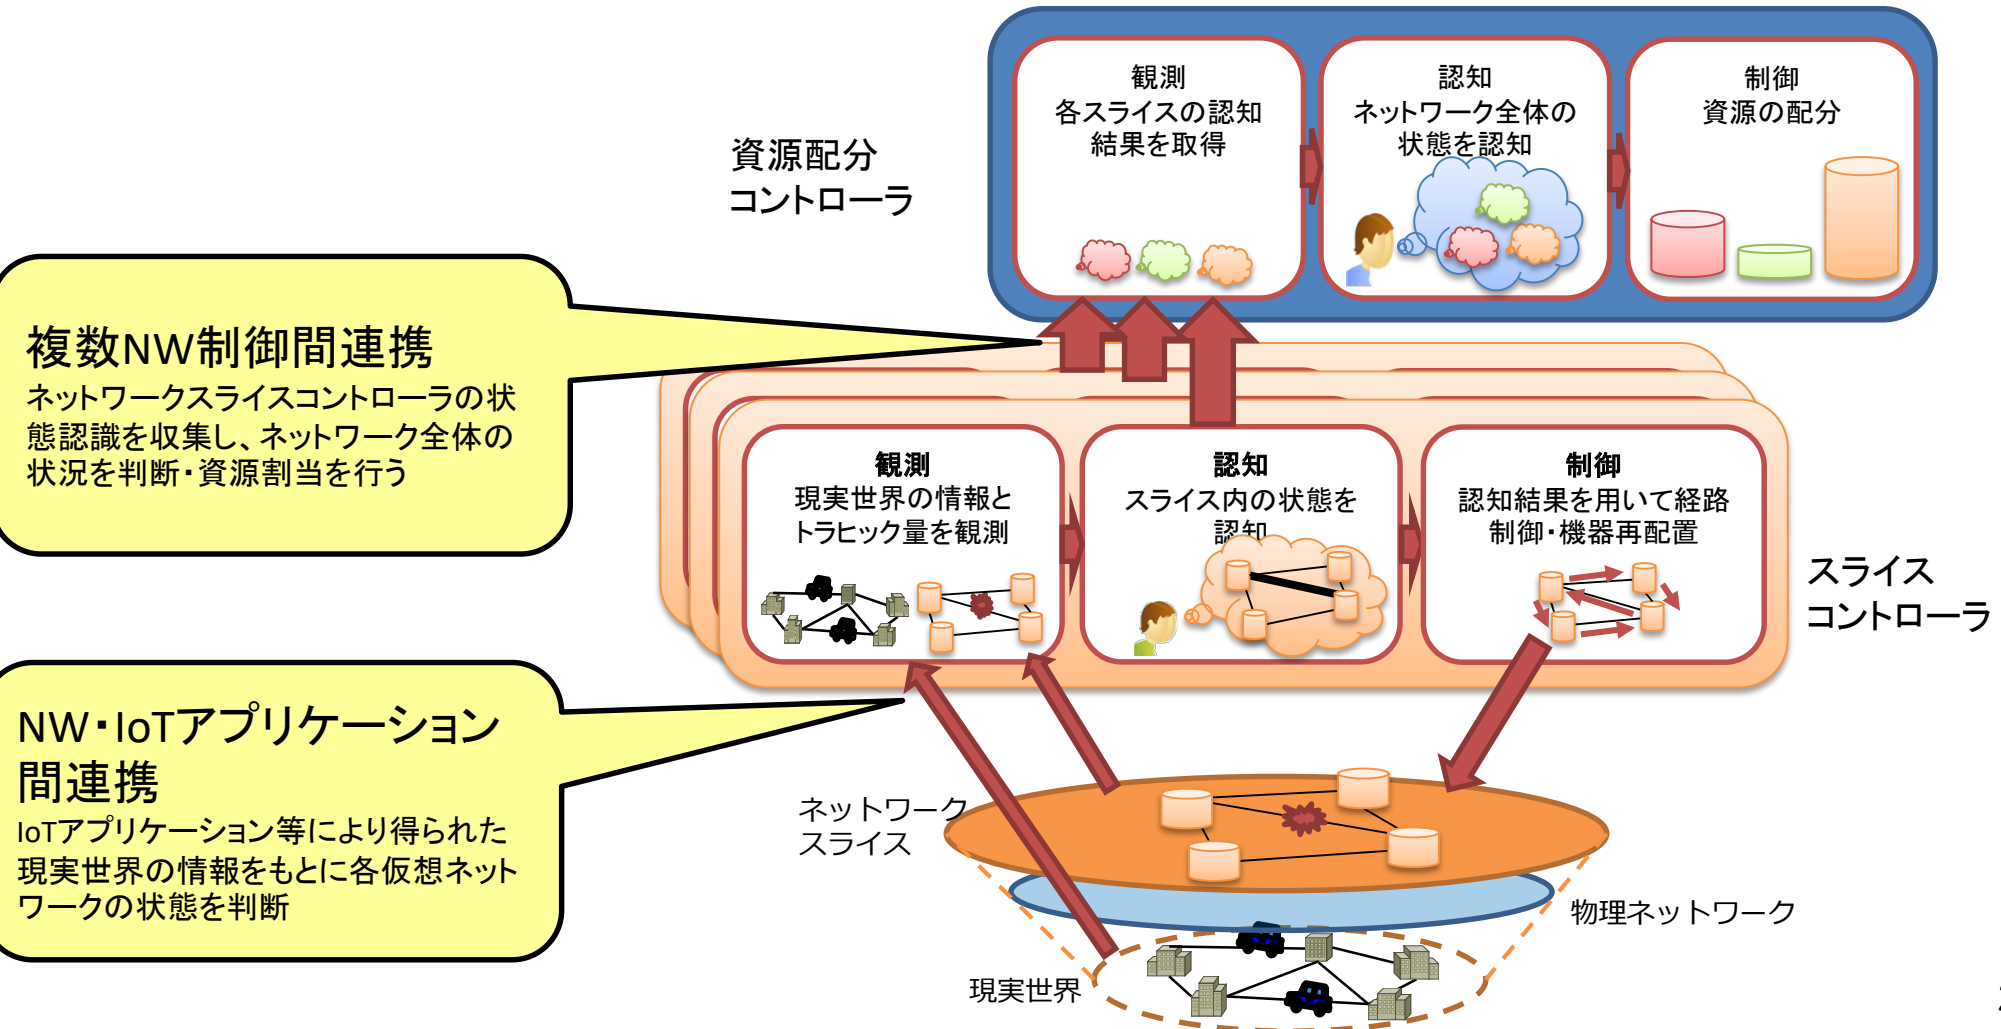 観測
各スライスの認知
結果を取得
認知
ネットワーク全体の
状態を認知
制御
資源の配分
資源配分
コントローラ
複数NW制御間連携
ネットワークスライスコントローラの状
態認識を収集し、ネットワーク全体の
状況を判断・資源割当を行う
観測
現実世界の情報と
トラヒック量を観測
認知
スライス内の状態を
認知
制御
認知結果を用いて経路
制御・機器再配置
スライス
コントローラ
NW・IoTアプリケーション
間連携
IoTアプリケーション等により得られた
現実世界の情報をもとに各仮想ネット
ワークの状態を判断
ネットワーク
スライス
物理ネットワーク
現実世界